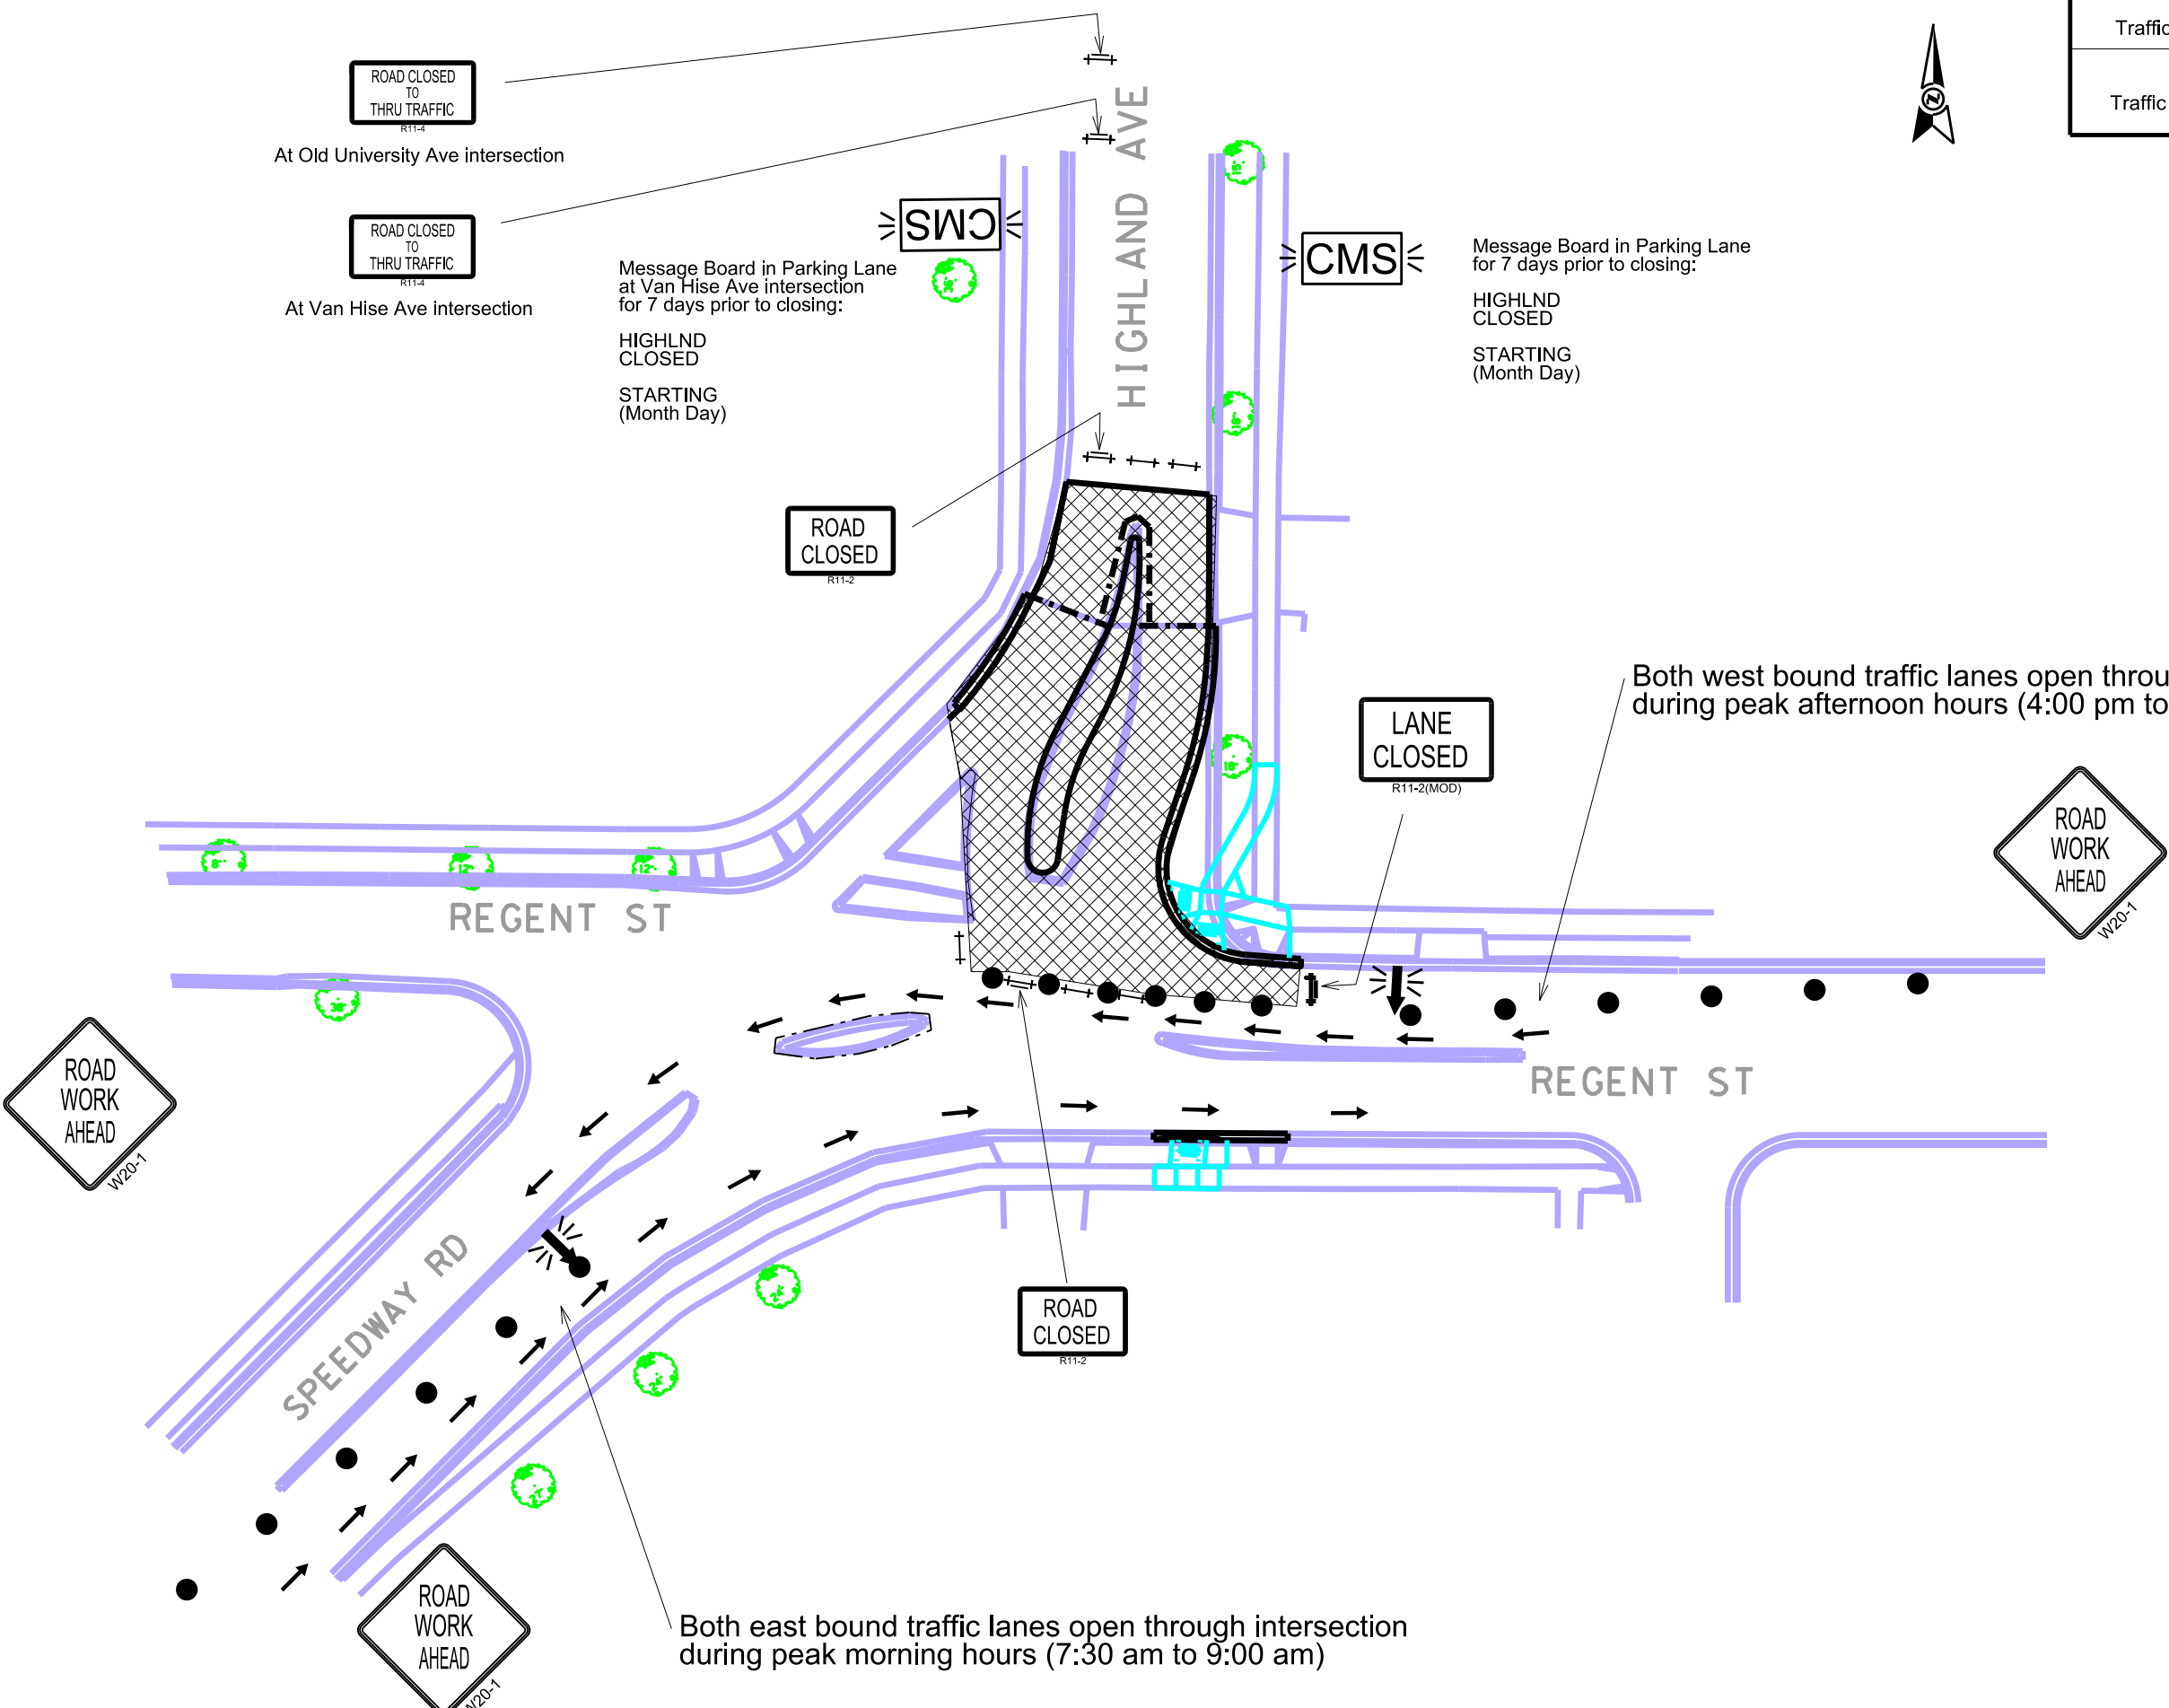 Traffic
Traffic
ROAD CLOSED
TO
THRU TRAFFIC
R11-4
At Old University Ave intersection
ROAD CLOSED
TO
THRU TRAFFIC
R11-4
At Van Hise Ave intersection
HIGHLAND AVE
CMS
Message Board in Parking Lane
at Van Hise Ave intersection
for 7 days prior to closing:
HIGHLND
CLOSED
STARTING
(Month Day)
CMS
Message Board in Parking Lane
for 7 days prior to closing:
HIGHLND
CLOSED
STARTING
(Month Day)
ROAD
CLOSED
R11-2
Both west bound traffic lanes open throu
during peak afternoon hours (4:00 pm to
LANE
CLOSED
R11-2(MOD)
ROAD
WORK
AHEAD
W20-1
18"
16"
8"
12"
12"
REGENT ST
ROAD
WORK
AHEAD
W20-1
REGENT ST
SPEEDWAY RD
ROAD
CLOSED
R11-2
24"
24"
ROAD
WORK
AHEAD
W20-1
Both east bound traffic lanes open through intersection
during peak morning hours (7:30 am to 9:00 am)